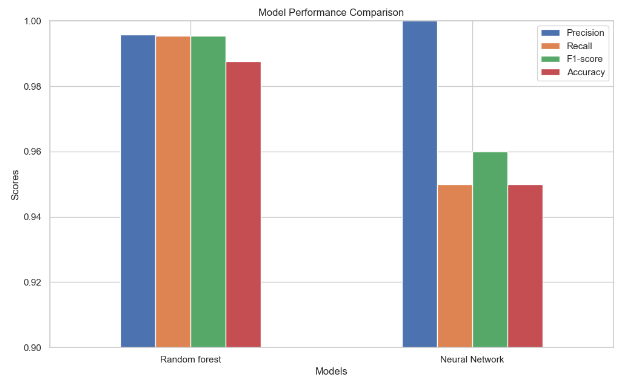 Model Performance Comparison
1.00
0.98
0.96
0.94
0.92
0.90
Scores
Precision
Recall
F1-score
Accuracy
Random forest
Neural Network
Models